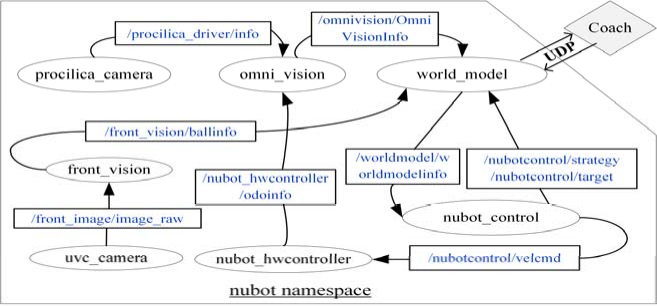 /procilica_driver/info
/omnivision/Omni
VisionInfo
Coach
UDP
procilica_camera
omni_vision
world_model
/front_vision/ballinfo
front_vision
/nubot_hwcontroller
/odoinfo
/worldmodel/w
orldmodelinfo
/nubotcontrol/strategy
/nubotcontrol/target
/front_image/image_raw
nubot_control
uvc_camera
nubot_hwcontroller
/nubotcontrol/velcmd
nubot namespace